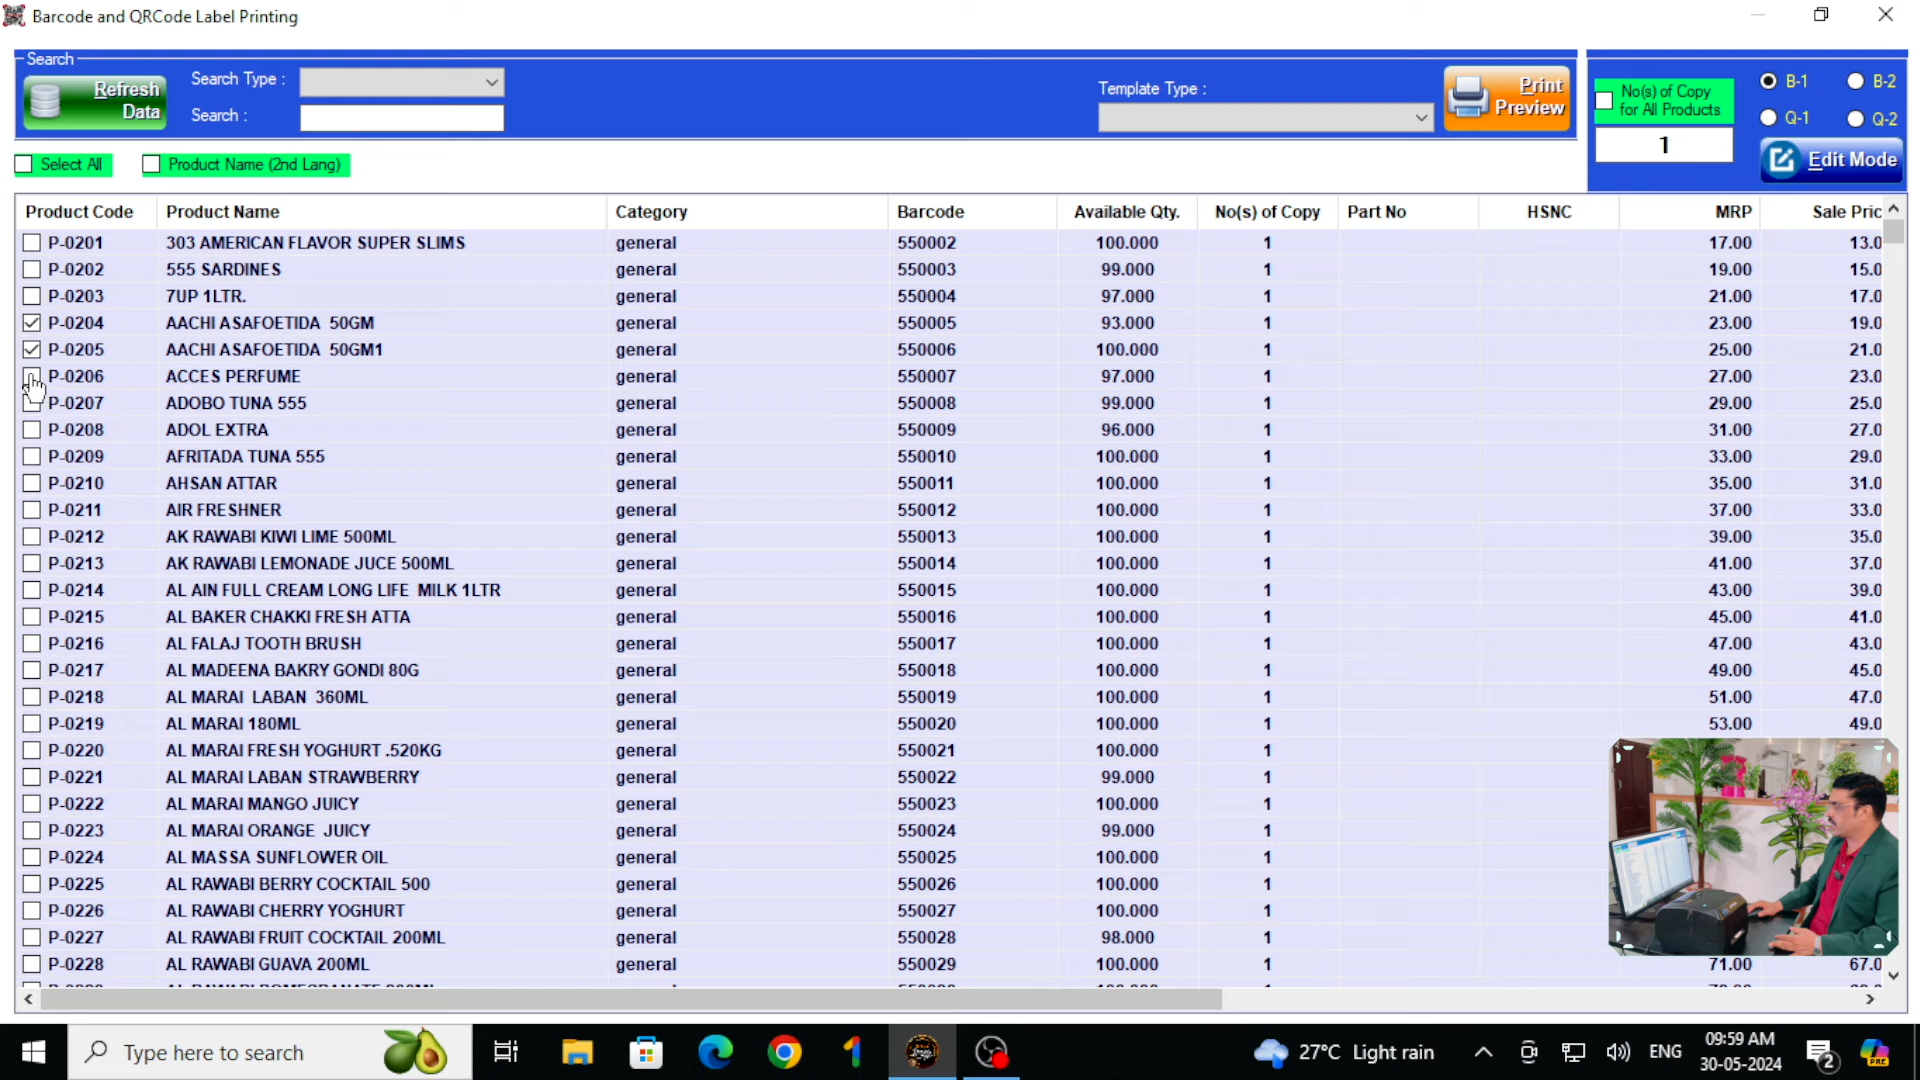 Barcode and QRCode Label Printing
Search
Refresh Data
Search Type :
Search :
Template Type :
Print Preview
No(s) of Copy for All Products
1
B-1 B-2
Q-1 Q-2
Edit Mode
Select All Product Name (2nd Lang)
Product Code Product Name Category Barcode Available Qty. No(s) of Copy Part No HSNC MRP Sale Pric
P-0201 303 AMERICAN FLAVOR SUPER SLIMS general 550002 100.000 1 17.00 13.0
P-0202 555 SARDINES general 550003 99.000 1 19.00 15.0
P-0203 7UP 1LTR. general 550004 97.000 1 21.00 17.0
P-0204 AACHI ASAFOETIDA 50GM general 550005 93.000 1 23.00 19.0
P-0205 AACHI ASAFOETIDA 50GM1 general 550006 100.000 1 25.00 21.0
P-0206 ACCES PERFUME general 550007 97.000 1 27.00 23.0
P-0207 ADOBO TUNA 555 general 550008 99.000 1 29.00 25.0
P-0208 ADOL EXTRA general 550009 96.000 1 31.00 27.0
P-0209 AFRITADA TUNA 555 general 550010 100.000 1 33.00 29.0
P-0210 AHSAN ATTAR general 550011 100.000 1 35.00 31.0
P-0211 AIR FRESHNER general 550012 100.000 1 37.00 33.0
P-0212 AK RAWABI KIWI LIME 500ML general 550013 100.000 1 39.00 35.0
P-0213 AK RAWABI LEMONADE JUCE 500ML general 550014 100.000 1 41.00 37.0
P-0214 AL AIN FULL CREAM LONG LIFE MILK 1LTR general 550015 100.000 1 43.00 39.0
P-0215 AL BAKER CHAKKI FRESH ATTA general 550016 100.000 1 45.00 41.0
P-0216 AL FALAJ TOOTH BRUSH general 550017 100.000 1 47.00 43.0
P-0217 AL MADEENA BAKRY GONDI 80G general 550018 100.000 1 49.00 45.0
P-0218 AL MARAI LABAN 360ML general 550019 100.000 1 51.00 47.0
P-0219 AL MARAI 180ML general 550020 100.000 1 53.00 49.0
P-0220 AL MARAI FRESH YOGHURT .520KG general 550021 100.000 1
P-0221 AL MARAI LABAN STRAWBERRY general 550022 99.000 1
P-0222 AL MARAI MANGO JUICY general 550023 100.000 1
P-0223 AL MARAI ORANGE JUICY general 550024 99.000 1
P-0224 AL MASSA SUNFLOWER OIL general 550025 100.000 1
P-0225 AL RAWABI BERRY COCKTAIL 500 general 550026 100.000 1
P-0226 AL RAWABI CHERRY YOGHURT general 550027 100.000 1
P-0227 AL RAWABI FRUIT COCKTAIL 200ML general 550028 98.000 1
P-0228 AL RAWABI GUAVA 200ML general 550029 100.000 1 71.00 67.0
Type here to search
27°C Light rain
ENG
09:59 AM
30-05-2024
2
PRE